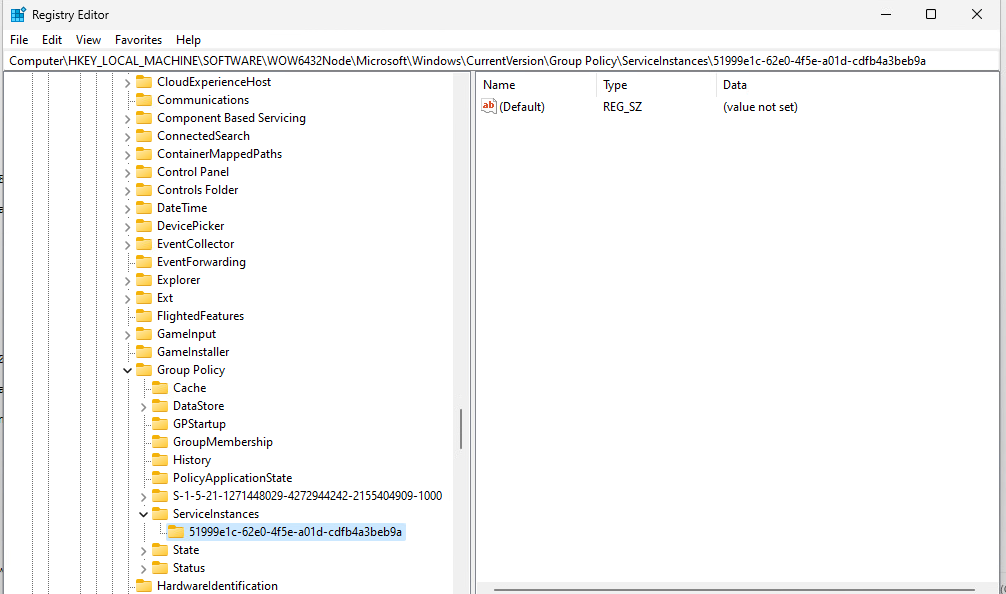 Registry Editor
File Edit View Favorites Help
Computer\HKEY_LOCAL_MACHINE\SOFTWARE\WOW6432Node\Microsoft\Windows\CurrentVersion\Group Policy\ServiceInstances\51999e1c-62e0-4f5e-a01d-cdfb4a3beb9a
CloudExperienceHost
Communications
Component Based Servicing
ConnectedSearch
ContainerMappedPaths
Control Panel
Controls Folder
DateTime
DevicePicker
EventCollector
EventForwarding
Explorer
Ext
FlightedFeatures
GameInput
GameInstaller
Group Policy
Cache
DataStore
GPStartup
GroupMembership
History
PolicyApplicationState
S-1-5-21-1271448029-4272944242-2155404909-1000
ServiceInstances
51999e1c-62e0-4f5e-a01d-cdfb4a3beb9a
State
Status
HardwareIdentification
Name Type Data
ab (Default) REG_SZ (value not set)